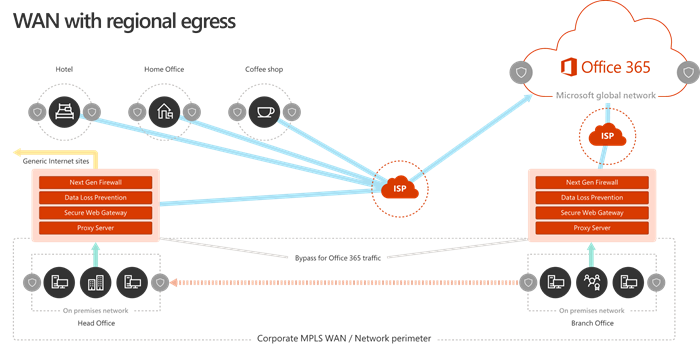 WAN with regional egress
Hotel
Home Office
Coffee shop
Office 365
Microsoft global network
ISP
Generic Internet sites
ISP
Next Gen Firewall
Data Loss Prevention
Secure Web Gateway
Proxy Server
Next Gen Firewall
Data Loss Prevention
Secure Web Gateway
Proxy Server
Bypass for Office 365 traffic
On premises network
Head Office
On premises network
Branch Office
Corporate MPLS WAN / Network perimeter